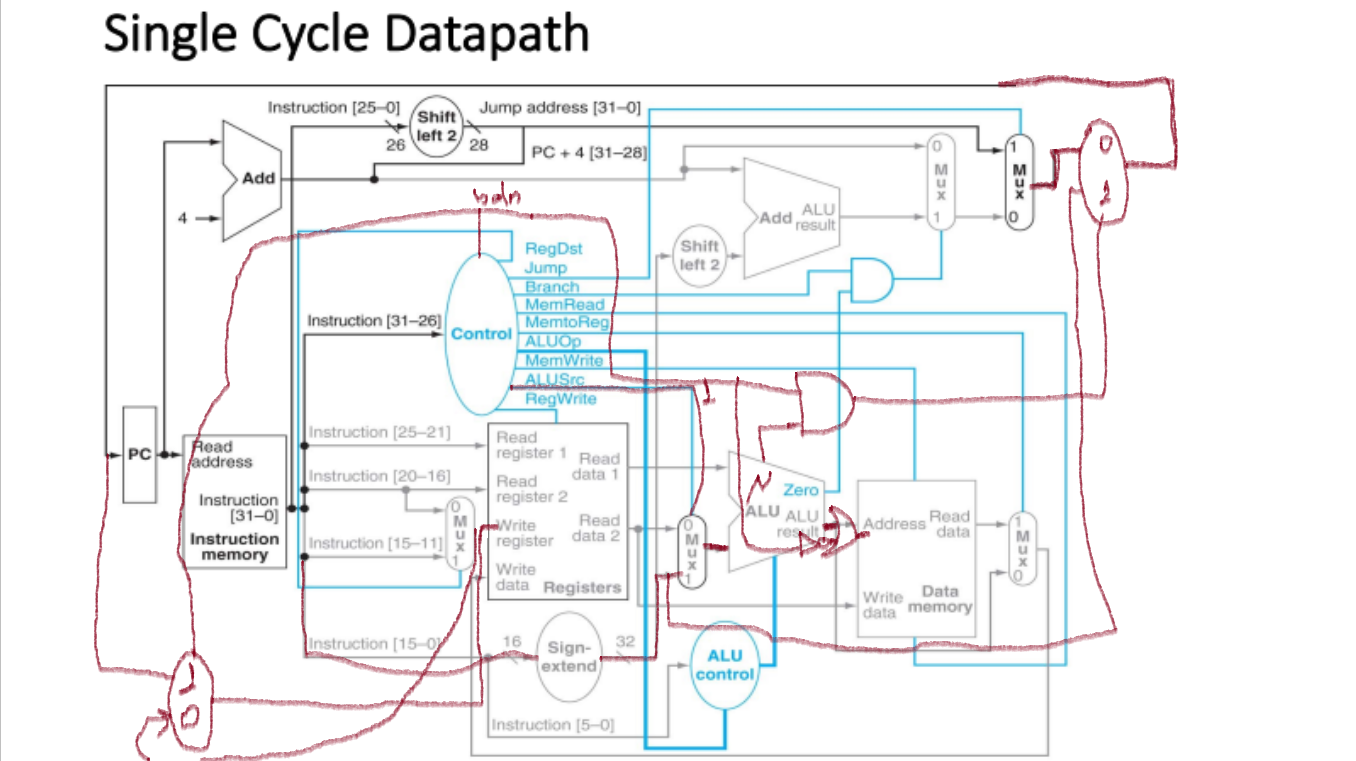 Single Cycle Datapath
Instruction [25–0]
Shift
left 2
Jump address [31–0]
26
28
PC + 4 [31–28]
Add
4
RegDst
Jump
Branch
MemRead
MemtoReg
ALUOp
MemWrite
ALUSrc
RegWrite
Control
Instruction [31–26]
Shift
left 2
Add
ALU
result
0
Mux
1
1
Mux
0
0
1
PC
Read
address
Instruction
[31–0]
Instruction
memory
Instruction [25–21]
Instruction [20–16]
Instruction [15–11]
Instruction [15–0]
0
Mux
1
Read
register 1
Read
register 2
Write
register
Write
data
Read
data 1
Read
data 2
Registers
0
Mux
1
1
N
Zero
ALU
ALU
result
Address
Read
data
Write
data
Data
memory
1
Mux
0
16
Sign-
extend
32
ALU
control
Instruction [5–0]
1
0